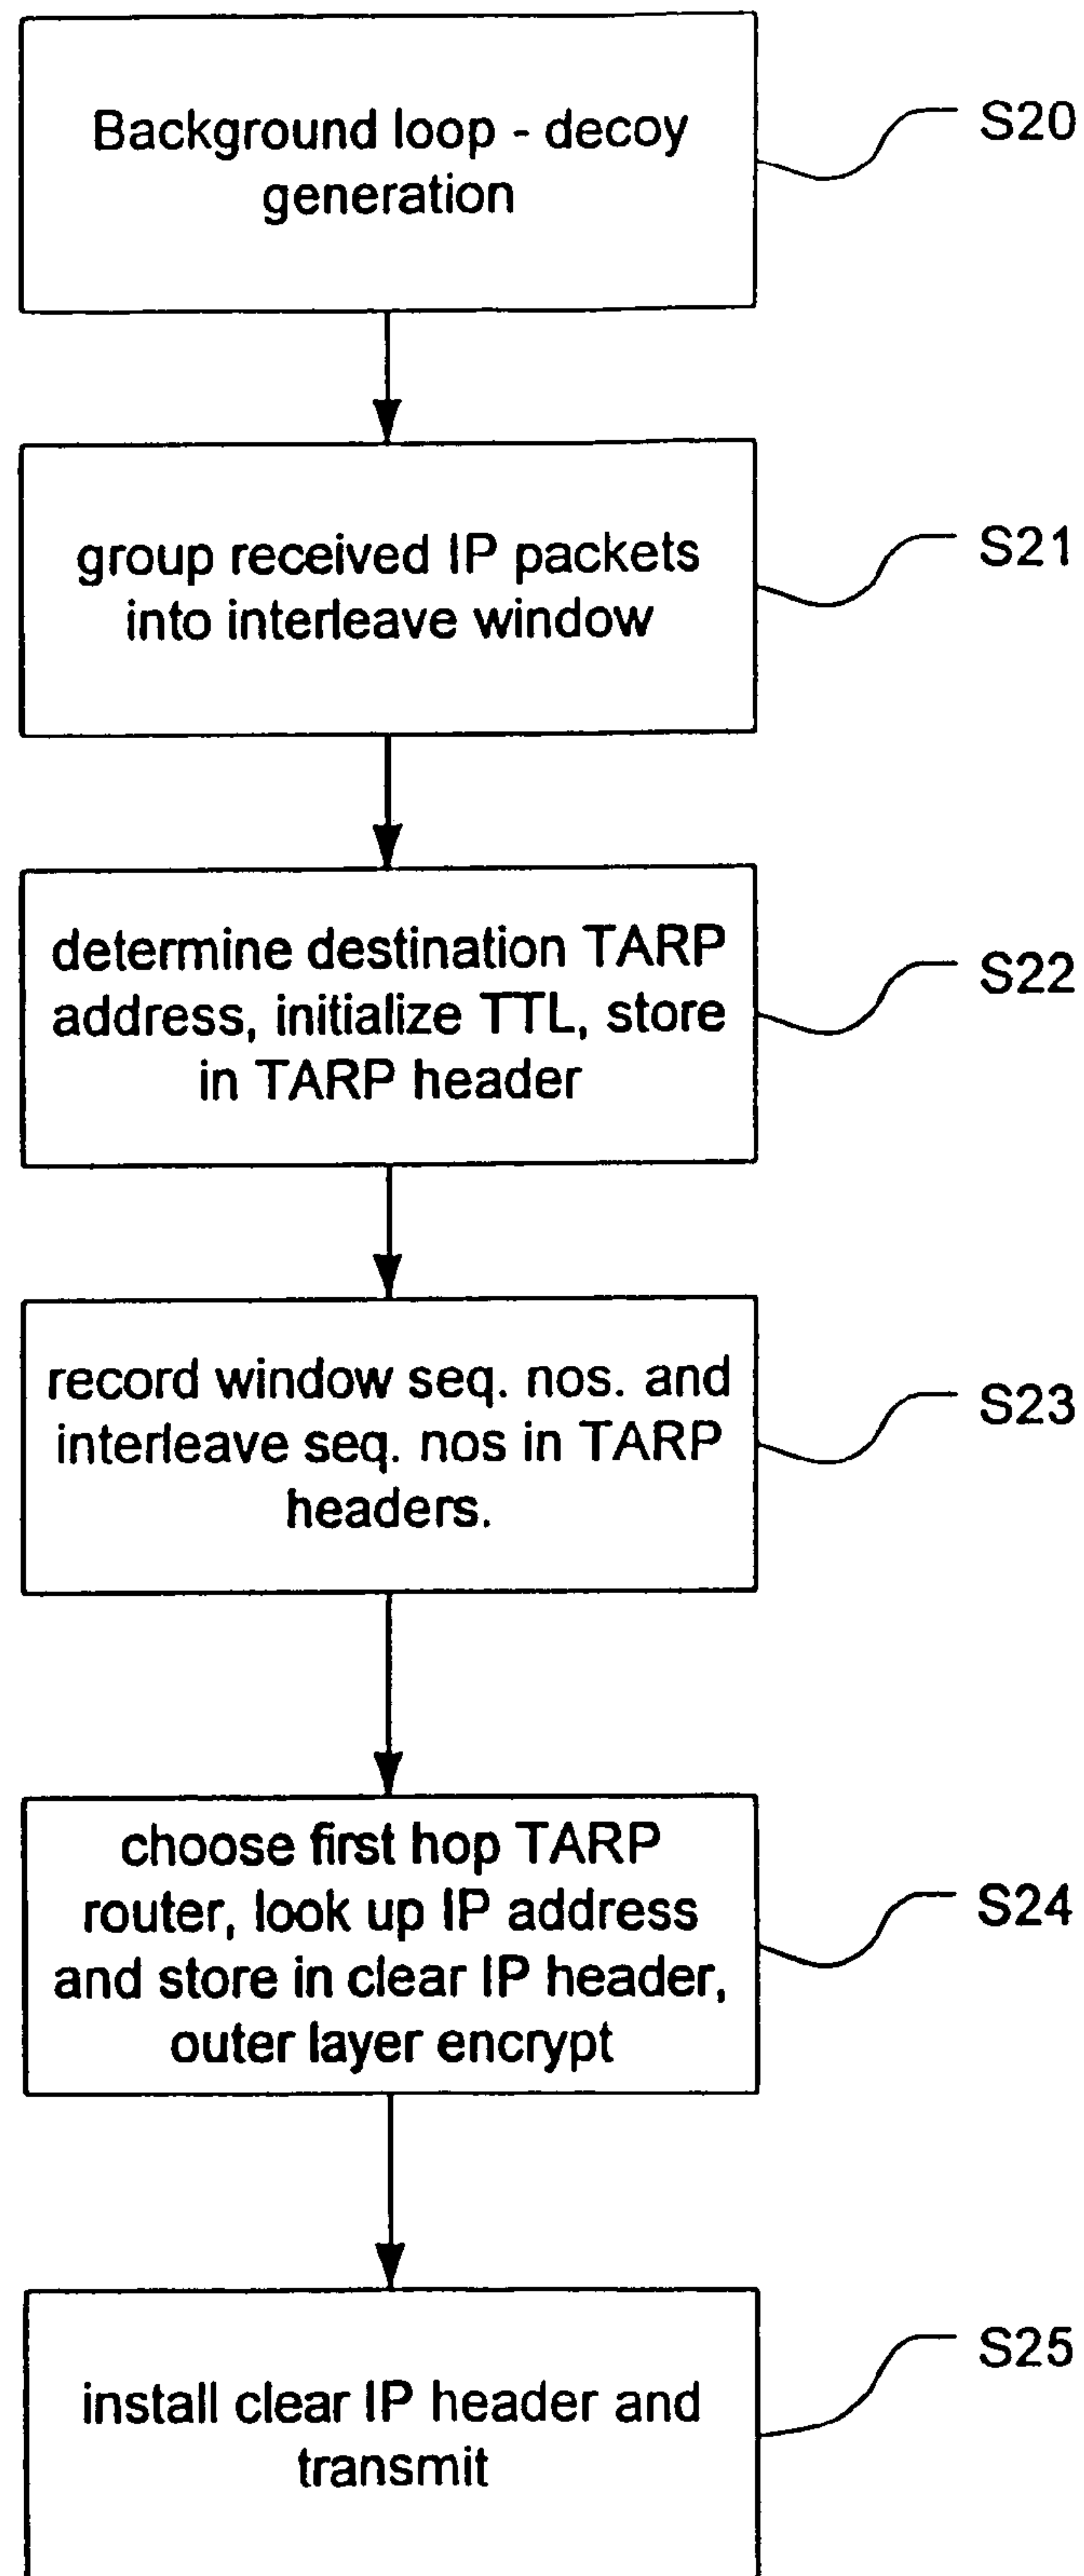 Background loop - decoy
generation
S20
group received IP packets
into interleave window
S21
determine destination TARP
address, initialize TTL, store
in TARP header
S22
record window seq. nos. and
interleave seq. nos in TARP
headers.
S23
choose first hop TARP
router, look up IP address
and store in clear IP header,
outer layer encrypt
S24
install clear IP header and
transmit
S25